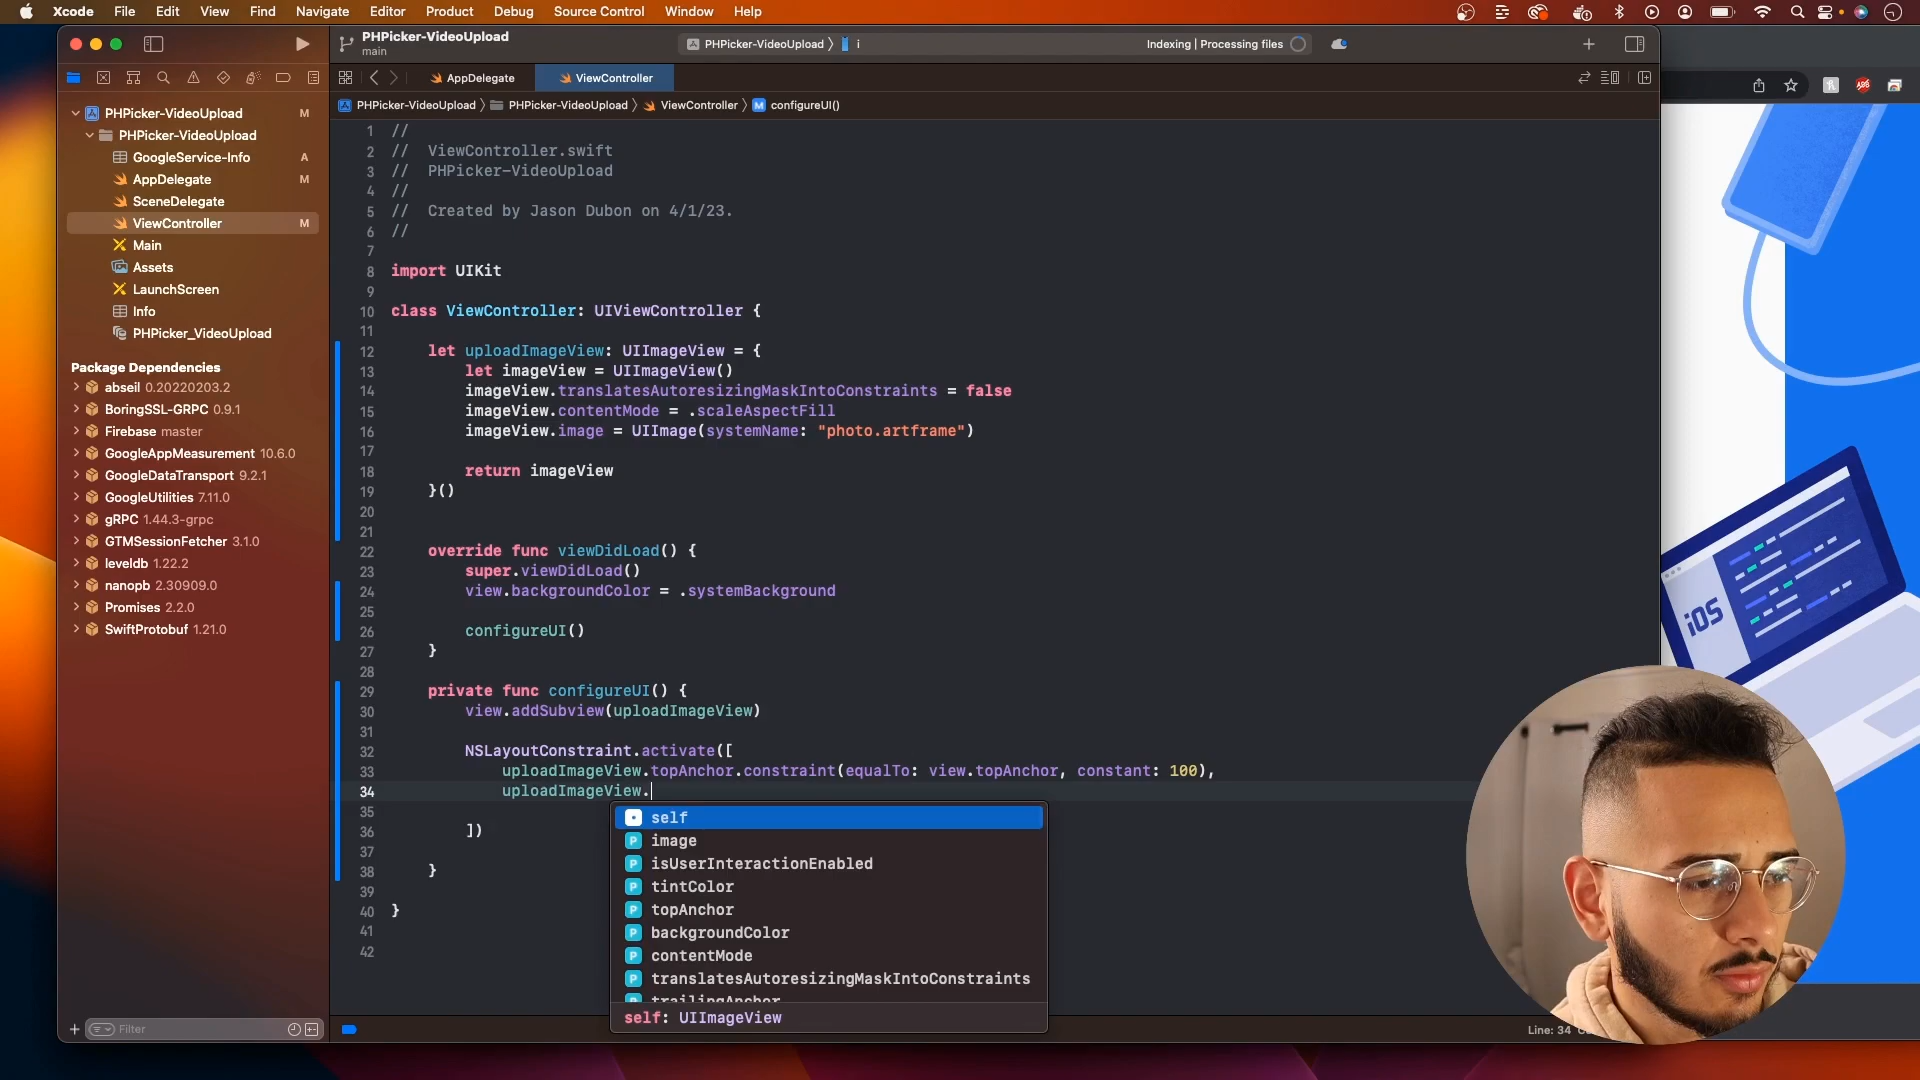 Xcode File Edit View Find Navigate Editor Product Debug Source Control Window Help
PHPicker-VideoUpload
main
PHPicker-VideoUpload 〉 i
Indexing | Processing files
AppDelegate
ViewController
PHPicker-VideoUpload 〉 PHPicker-VideoUpload 〉 ViewController 〉 M configureUI()
PHPicker-VideoUpload M
PHPicker-VideoUpload
GoogleService-Info A
AppDelegate M
SceneDelegate
ViewController M
Main
Assets
LaunchScreen
Info
PHPicker_VideoUpload
Package Dependencies
abseil 0.20220203.2
BoringSSL-GRPC 0.9.1
Firebase master
GoogleAppMeasurement 10.6.0
GoogleDataTransport 9.2.1
GoogleUtilities 7.11.0
gRPC 1.44.3-grpc
GTMSessionFetcher 3.1.0
leveldb 1.22.2
nanopb 2.30909.0
Promises 2.2.0
SwiftProtobuf 1.21.0
Filter
1 //
2 // ViewController.swift
3 // PHPicker-VideoUpload
4 //
5 // Created by Jason Dubon on 4/1/23.
6 //
7
8 import UIKit
9
10 class ViewController: UIViewController {
11
12 let uploadImageView: UIImageView = {
13 let imageView = UIImageView()
14 imageView.translatesAutoresizingMaskIntoConstraints = false
15 imageView.contentMode = .scaleAspectFill
16 imageView.image = UIImage(systemName: "photo.artframe")
17
18 return imageView
19 }()
20
21
22 override func viewDidLoad() {
23 super.viewDidLoad()
24 view.backgroundColor = .systemBackground
25
26 configureUI()
27 }
28
29 private func configureUI() {
30 view.addSubview(uploadImageView)
31
32 NSLayoutConstraint.activate([
33 uploadImageView.topAnchor.constraint(equalTo: view.topAnchor, constant: 100),
34 uploadImageView.
35
36 ])
37
38 }
39
40 }
41
42
self
P image
P isUserInteractionEnabled
P tintColor
P topAnchor
P backgroundColor
P contentMode
P translatesAutoresizingMaskIntoConstraints
P trailingAnchor
self: UIImageView
Line: 34
iOS